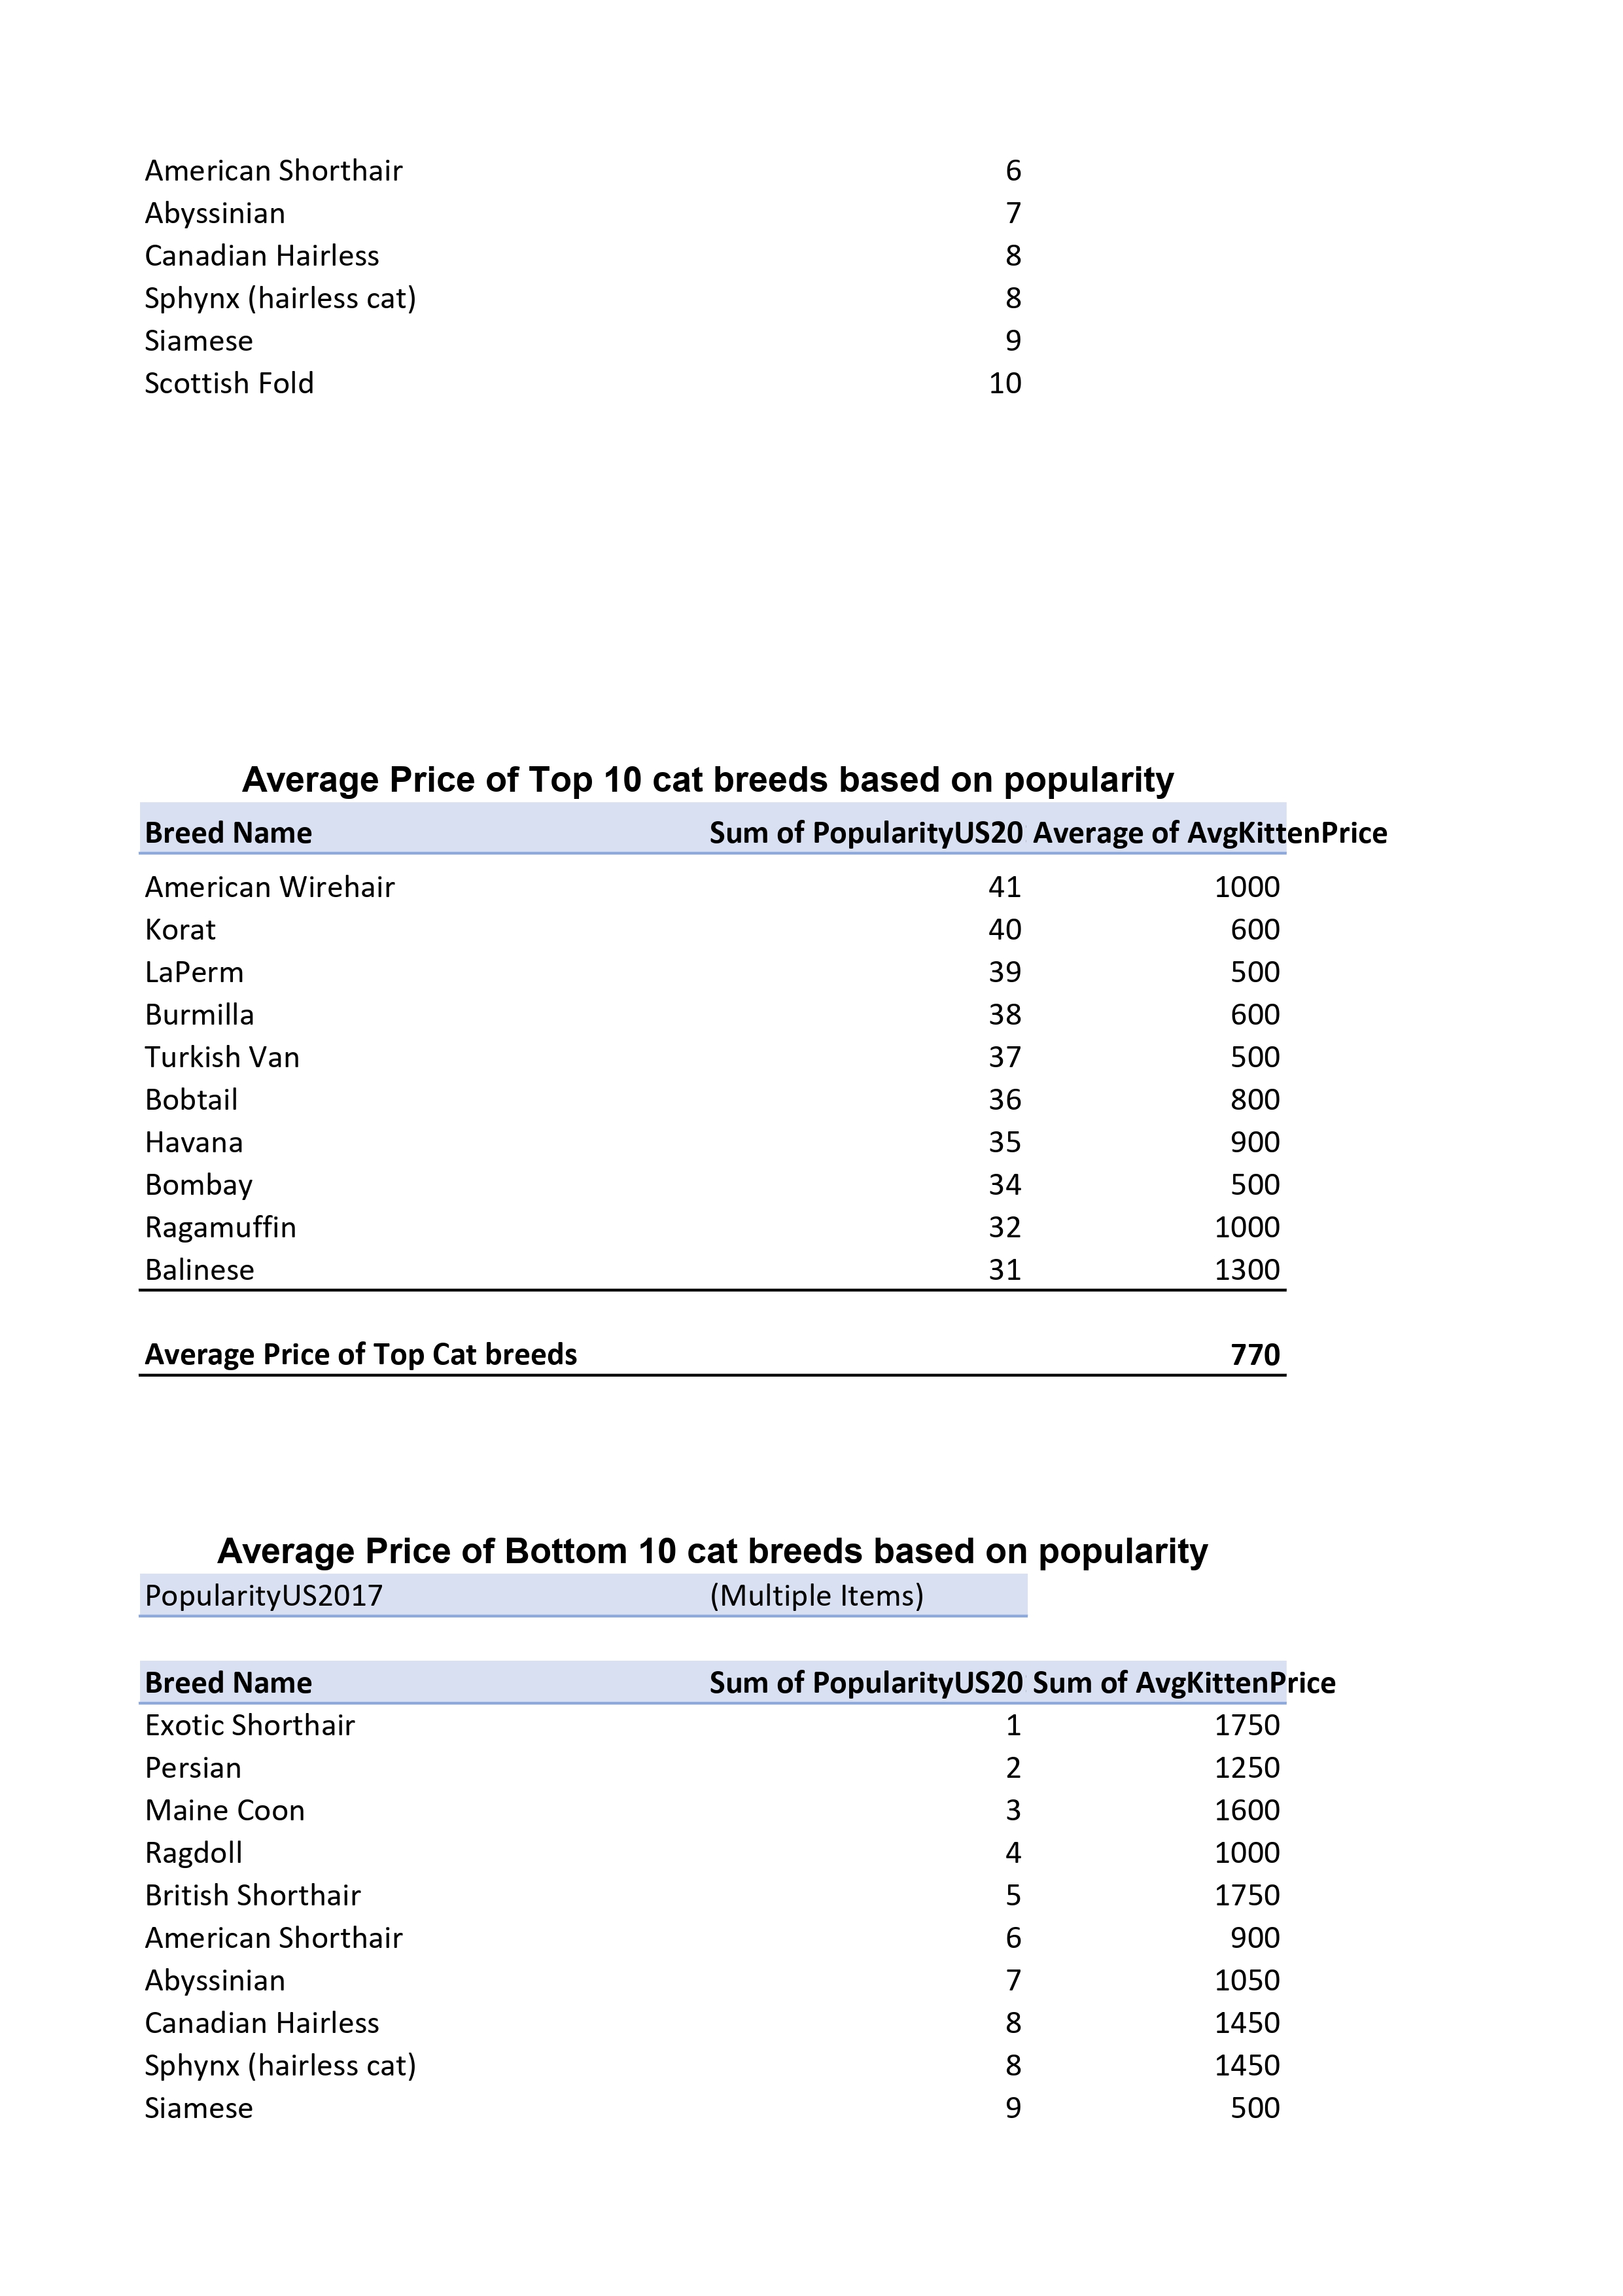 American Shorthair 6
Abyssinian 7
Canadian Hairless 8
Sphynx (hairless cat) 8
Siamese 9
Scottish Fold 10
Average Price of Top 10 cat breeds based on popularity
Breed Name Sum of PopularityUS20 Average of AvgKittenPrice
American Wirehair 41 1000
Korat 40 600
LaPerm 39 500
Burmilla 38 600
Turkish Van 37 500
Bobtail 36 800
Havana 35 900
Bombay 34 500
Ragamuffin 32 1000
Balinese 31 1300
Average Price of Top Cat breeds 770
Average Price of Bottom 10 cat breeds based on popularity
PopularityUS2017 (Multiple Items)
Breed Name Sum of PopularityUS20 Sum of AvgKittenPrice
Exotic Shorthair 1 1750
Persian 2 1250
Maine Coon 3 1600
Ragdoll 4 1000
British Shorthair 5 1750
American Shorthair 6 900
Abyssinian 7 1050
Canadian Hairless 8 1450
Sphynx (hairless cat) 8 1450
Siamese 9 500